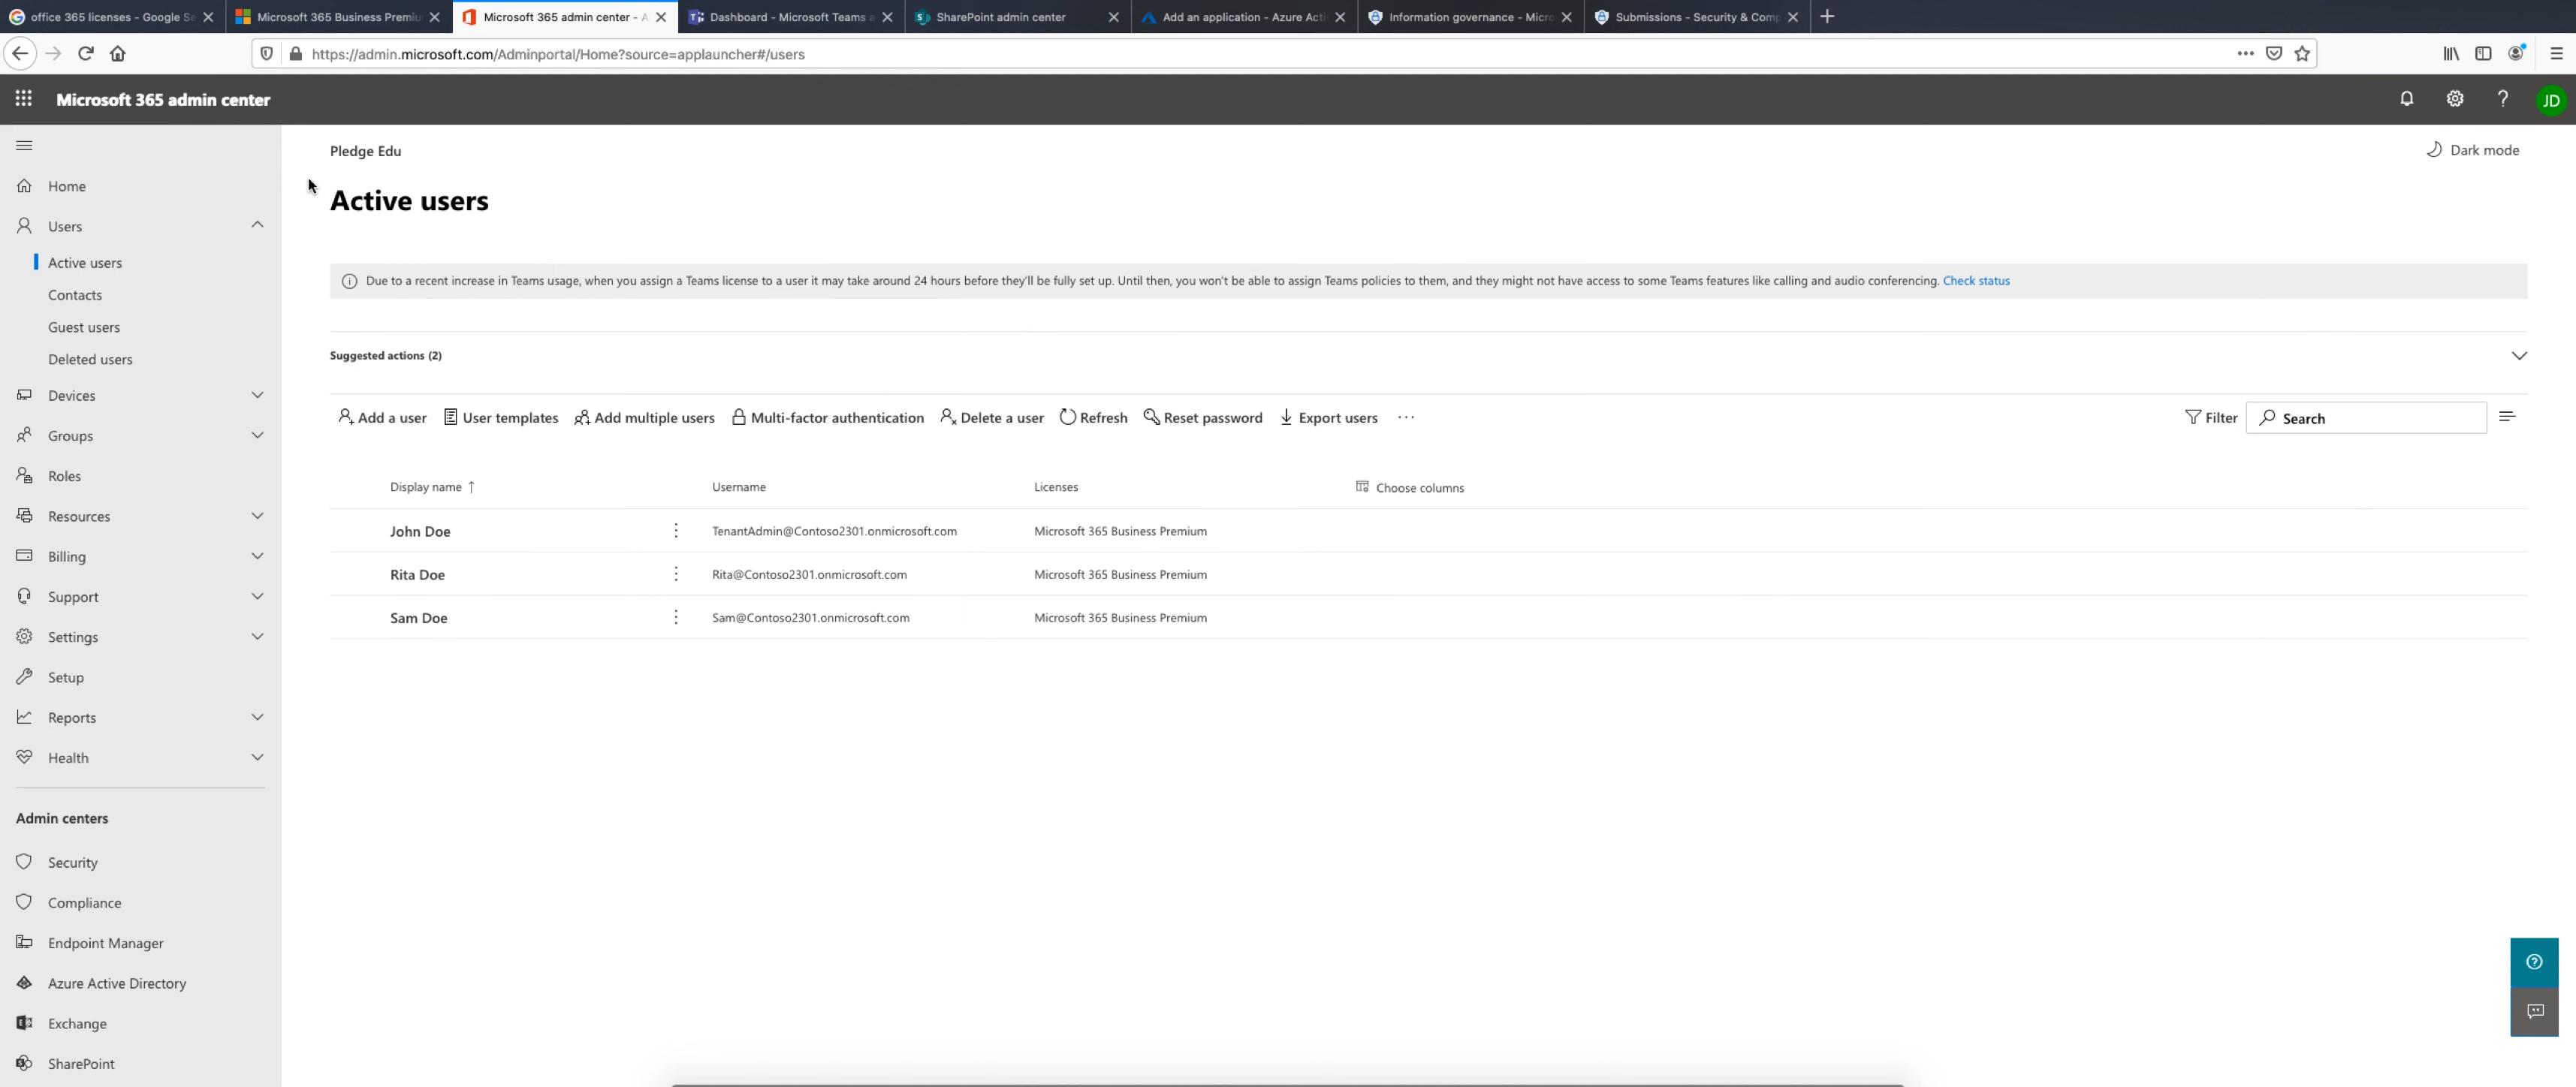 office 365 licenses - Google Se
Microsoft 365 Business Premiu
Microsoft 365 admin center - A
Dashboard - Microsoft Teams a
SharePoint admin center
Add an application - Azure Acti
Information governance - Micro
Submissions - Security & Comp
https://admin.microsoft.com/Adminportal/Home?source=applauncher#/users
Microsoft 365 admin center
JD
Pledge Edu
Dark mode
Home
Active users
Users
Active users
Due to a recent increase in Teams usage, when you assign a Teams license to a user it may take around 24 hours before they'll be fully set up. Until then, you won't be able to assign Teams policies to them, and they might not have access to some Teams features like calling and audio conferencing. Check status
Contacts
Guest users
Deleted users
Suggested actions (2)
Devices
Add a user User templates Add multiple users Multi-factor authentication Delete a user Refresh Reset password Export users ··· Filter Search
Groups
Roles
Display name ↑ Username Licenses Choose columns
Resources
John Doe TenantAdmin@Contoso2301.onmicrosoft.com Microsoft 365 Business Premium
Billing
Rita Doe Rita@Contoso2301.onmicrosoft.com Microsoft 365 Business Premium
Support
Sam Doe Sam@Contoso2301.onmicrosoft.com Microsoft 365 Business Premium
Settings
Setup
Reports
Health
Admin centers
Security
Compliance
Endpoint Manager
Azure Active Directory
Exchange
SharePoint